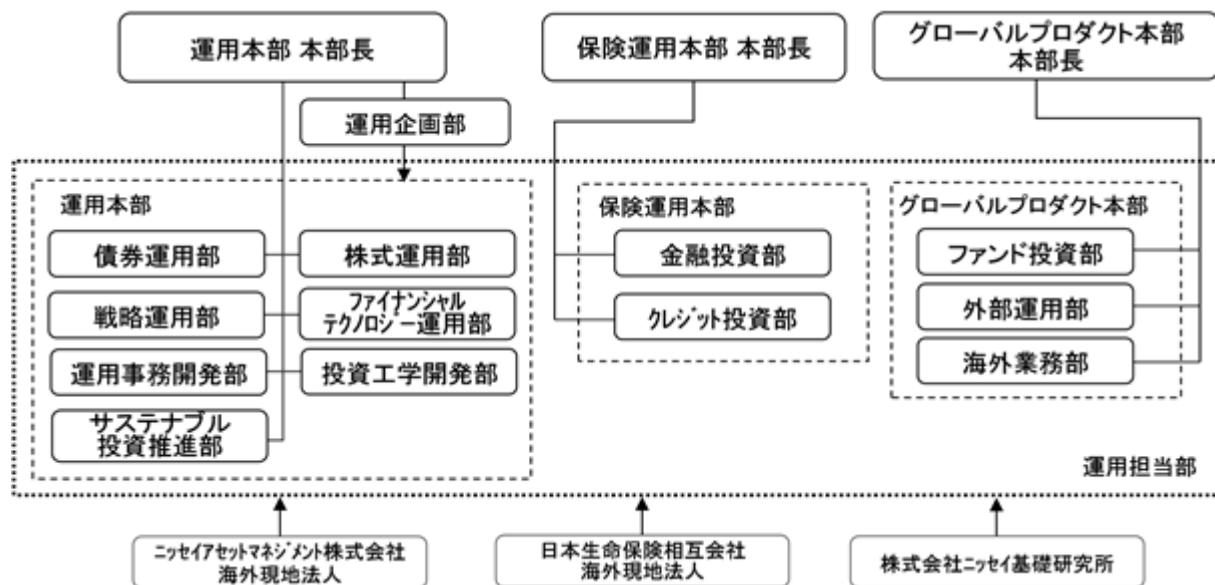 運用本部 本部長
保険運用本部 本部長
グローバルプロダクト本部
本部長
運用企画部
運用本部
債券運用部
株式運用部
戦略運用部
ファイナンシャル
テクノロジー運用部
運用事務開発部
投資工学開発部
サステナブル
投資推進部
保険運用本部
金融投資部
クレジット投資部
グローバルプロダクト本部
ファンド投資部
外部運用部
海外業務部
運用担当部
ニッセイアセットマネジメント株式会社
海外現地法人
日本生命保険相互会社
海外現地法人
株式会社ニッセイ基礎研究所